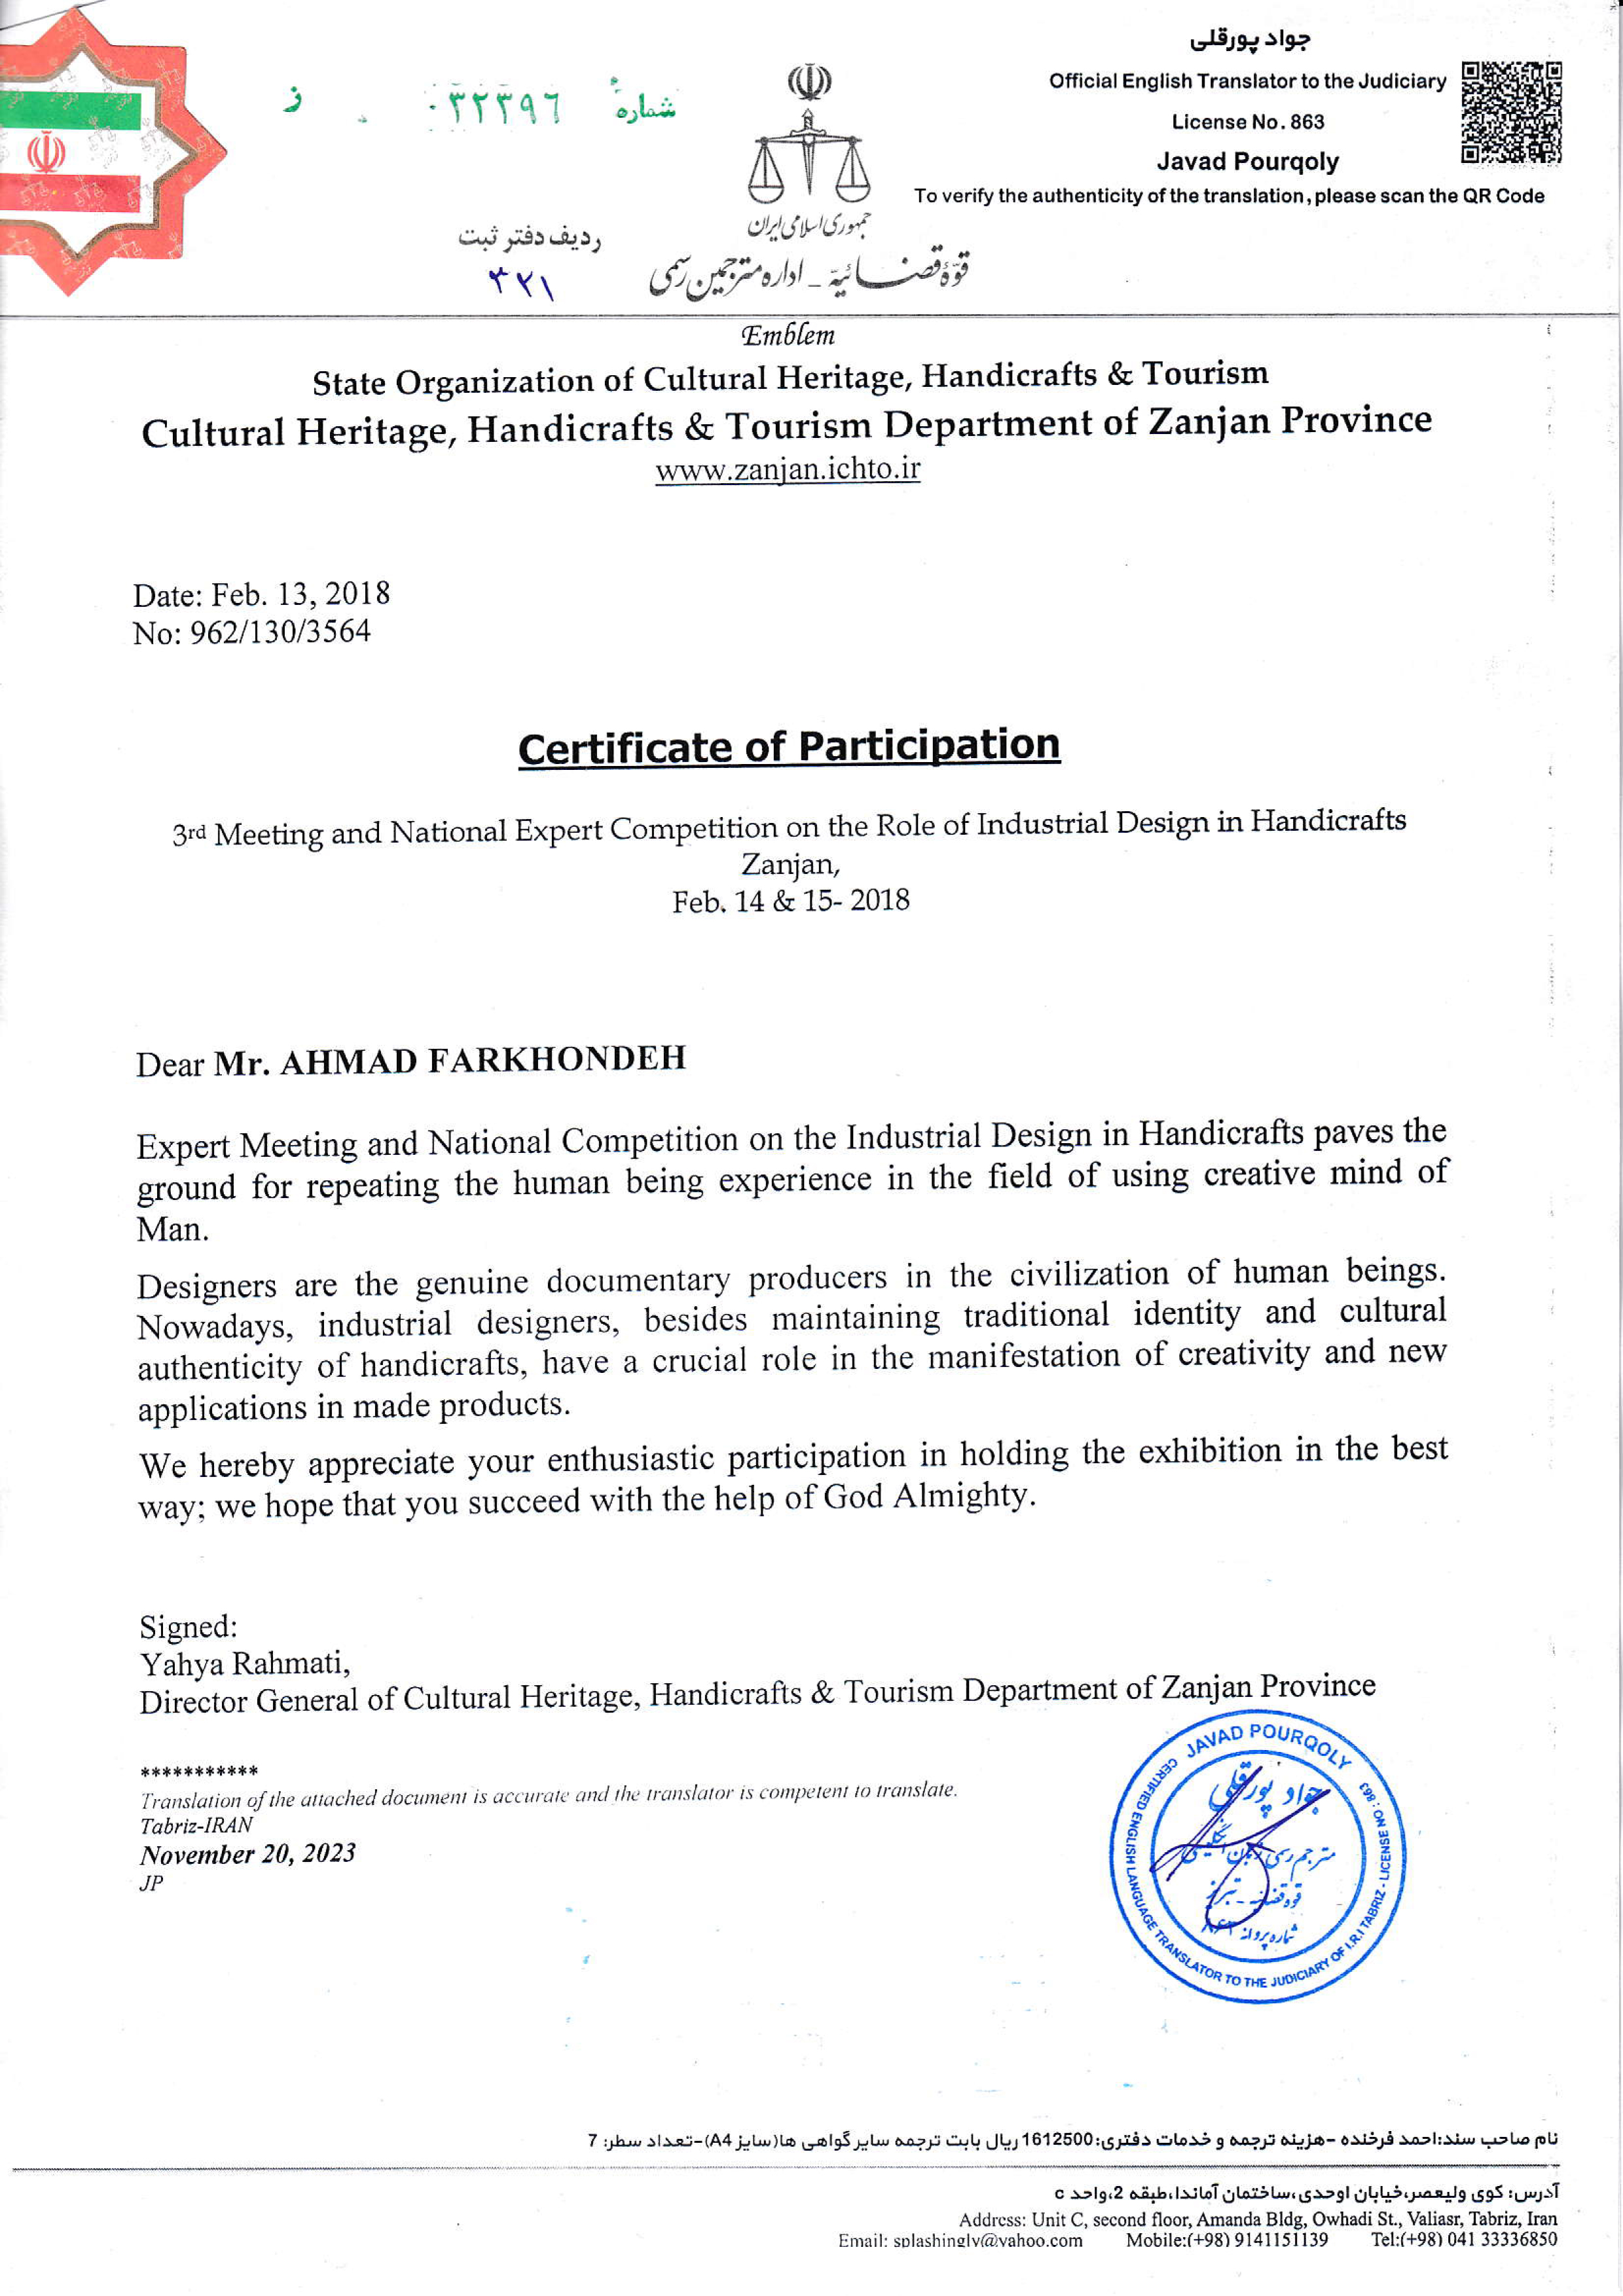 جواد پورقلی
Official English Translator to the Judiciary
License No. 863
Javad Pourqoly
To verify the authenticity of the translation, please scan the QR Code
شماره ۰۳۲۳۹۶ ز
ردیف دفتر ثبت
۳۲۱
جمهوری اسلامی ایران
قوّهٔ قضائیّه _ اداره مترجمین رسمی
Emblem
State Organization of Cultural Heritage, Handicrafts & Tourism
Cultural Heritage, Handicrafts & Tourism Department of Zanjan Province
www.zanjan.ichto.ir
Date: Feb. 13, 2018
No: 962/130/3564
Certificate of Participation
3rd Meeting and National Expert Competition on the Role of Industrial Design in Handicrafts
Zanjan,
Feb. 14 & 15- 2018
Dear Mr. AHMAD FARKHONDEH
Expert Meeting and National Competition on the Industrial Design in Handicrafts paves the
ground for repeating the human being experience in the field of using creative mind of
Man.
Designers are the genuine documentary producers in the civilization of human beings.
Nowadays, industrial designers, besides maintaining traditional identity and cultural
authenticity of handicrafts, have a crucial role in the manifestation of creativity and new
applications in made products.
We hereby appreciate your enthusiastic participation in holding the exhibition in the best
way; we hope that you succeed with the help of God Almighty.
Signed:
Yahya Rahmati,
Director General of Cultural Heritage, Handicrafts & Tourism Department of Zanjan Province
***********
Translation of the attached document is accurate and the translator is competent to translate.
Tabriz-IRAN
November 20, 2023
JP
JAVAD POURQOLY
CERTIFIED ENGLISH LANGUAGE TRANSLATOR TO THE JUDICIARY OF I.R.I TABRIZ - LICENSE NO : 863
جواد پورقلی
مترجم رسمی زبان انگلیسی
قوه قضائیه - تبریز
شماره پروانه ۸۶۳
نام صاحب سند:احمد فرخنده -هزینه ترجمه و خدمات دفتری:1612500 ریال بابت ترجمه سایر گواهی ها(سایز A4)-تعداد سطر: 7
آدرس: کوی ولیعصر،خیابان اوحدی،ساختمان آماندا،طبقه 2،واحد c
Address: Unit C, second floor, Amanda Bldg, Owhadi St., Valiasr, Tabriz, Iran
Email: splashingly@yahoo.com Mobile:(+98) 9141151139 Tel:(+98) 041 33336850